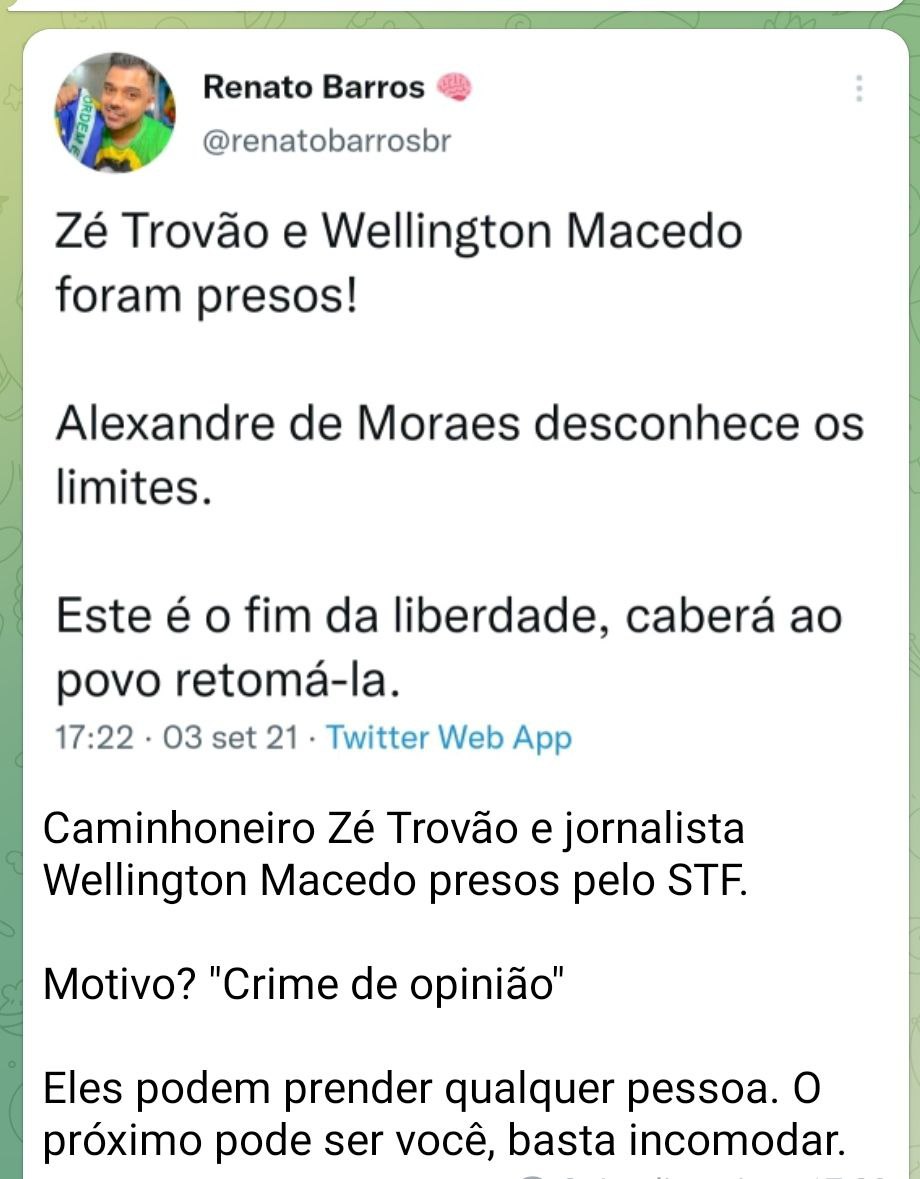 Renato Barros
@renatobarrosbr
ORDEM E
Zé Trovão e Wellington Macedo
foram presos!
Alexandre de Moraes desconhece os
limites.
Este é o fim da liberdade, caberá ao
povo retomá-la.
17:22 · 03 set 21 · Twitter Web App
Caminhoneiro Zé Trovão e jornalista
Wellington Macedo presos pelo STF.
Motivo? "Crime de opinião"
Eles podem prender qualquer pessoa. O
próximo pode ser você, basta incomodar.